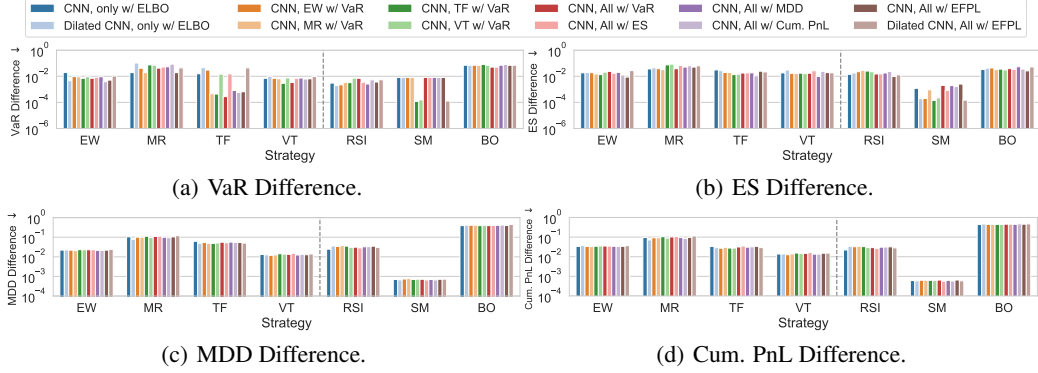 CNN, only w/ ELBO CNN, EW w/ VaR CNN, TF w/ VaR CNN, All w/ VaR CNN, All w/ MDD CNN, All w/ EFPL
Dilated CNN, only w/ ELBO CNN, MR w/ VaR CNN, VT w/ VaR CNN, All w/ ES CNN, All w/ Cum. PnL Dilated CNN, All w/ EFPL
VaR Difference ↓
10^0
10^-2
10^-4
10^-6
EW MR TF VT RSI SM BO
Strategy
(a) VaR Difference.
ES Difference ↓
10^0
10^-2
10^-4
10^-6
EW MR TF VT RSI SM BO
Strategy
(b) ES Difference.
MDD Difference ↓
10^0
10^-1
10^-2
10^-3
10^-4
EW MR TF VT RSI SM BO
Strategy
(c) MDD Difference.
Cum. PnL Difference ↓
10^0
10^-1
10^-2
10^-3
10^-4
EW MR TF VT RSI SM BO
Strategy
(d) Cum. PnL Difference.